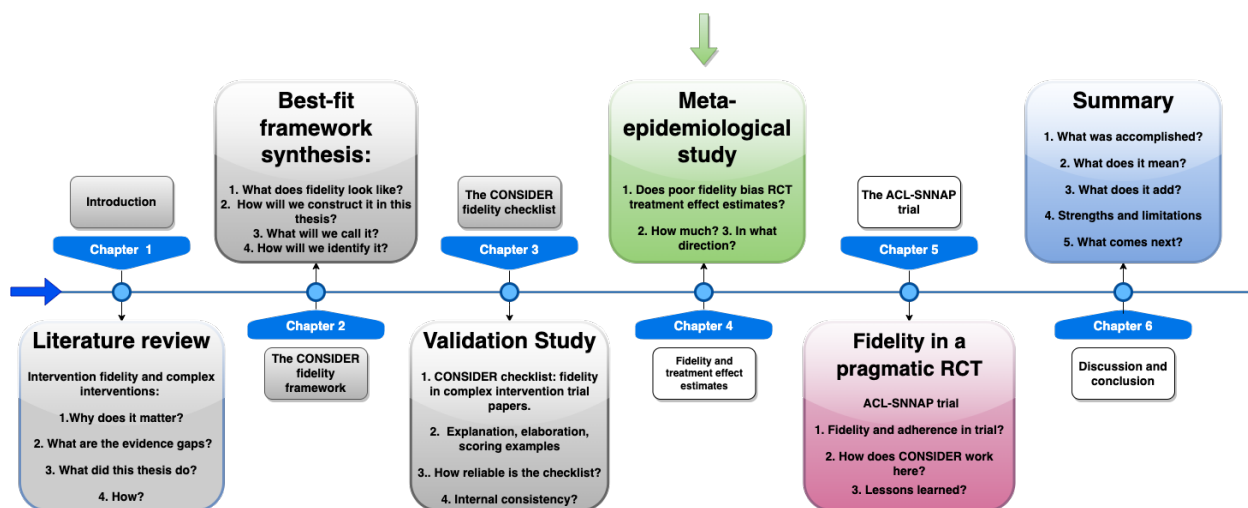 Introduction
Chapter 1
Literature review
Intervention fidelity and complex
interventions:
1.Why does it matter?
2. What are the evidence gaps?
3. What did this thesis do?
4. How?
Best-fit
framework
synthesis:
1. What does fidelity look like?
2. How will we construct it in this
thesis?
3. What will we call it?
4. How will we identify it?
Chapter 2
The CONSIDER
fidelity
framework
The CONSIDER
fidelity checklist
Chapter 3
Validation Study
1. CONSIDER checklist: fidelity
in complex intervention trial
papers.
2. Explanation, elaboration,
scoring examples
3.. How reliable is the checklist?
4. Internal consistency?
Meta-
epidemiological
study
1. Does poor fidelity bias RCT
treatment effect estimates?
2. How much? 3. In what
direction?
Chapter 4
Fidelity and
treatment effect
estimates
The ACL-SNNAP
trial
Chapter 5
Fidelity in a
pragmatic RCT
ACL-SNNAP trial
1. Fidelity and adherence in trial?
2. How does CONSIDER work
here?
3. Lessons learned?
Summary
1. What was accomplished?
2. What does it mean?
3. What does it add?
4. Strengths and limitations
5. What comes next?
Chapter 6
Discussion and
conclusion